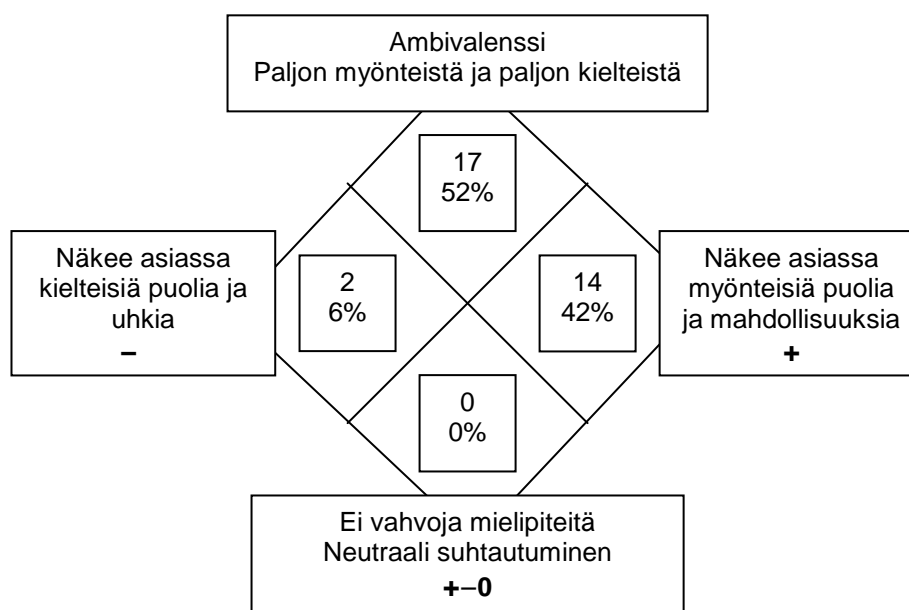 Ambivalenssi
Paljon myönteistä ja paljon kielteistä
17
52%
Näkee asiassa
kielteisiä puolia ja
uhkia
–
2
6%
14
42%
Näkee asiassa
myönteisiä puolia
ja mahdollisuuksia
+
0
0%
Ei vahvoja mielipiteitä
Neutraali suhtautuminen
+–0